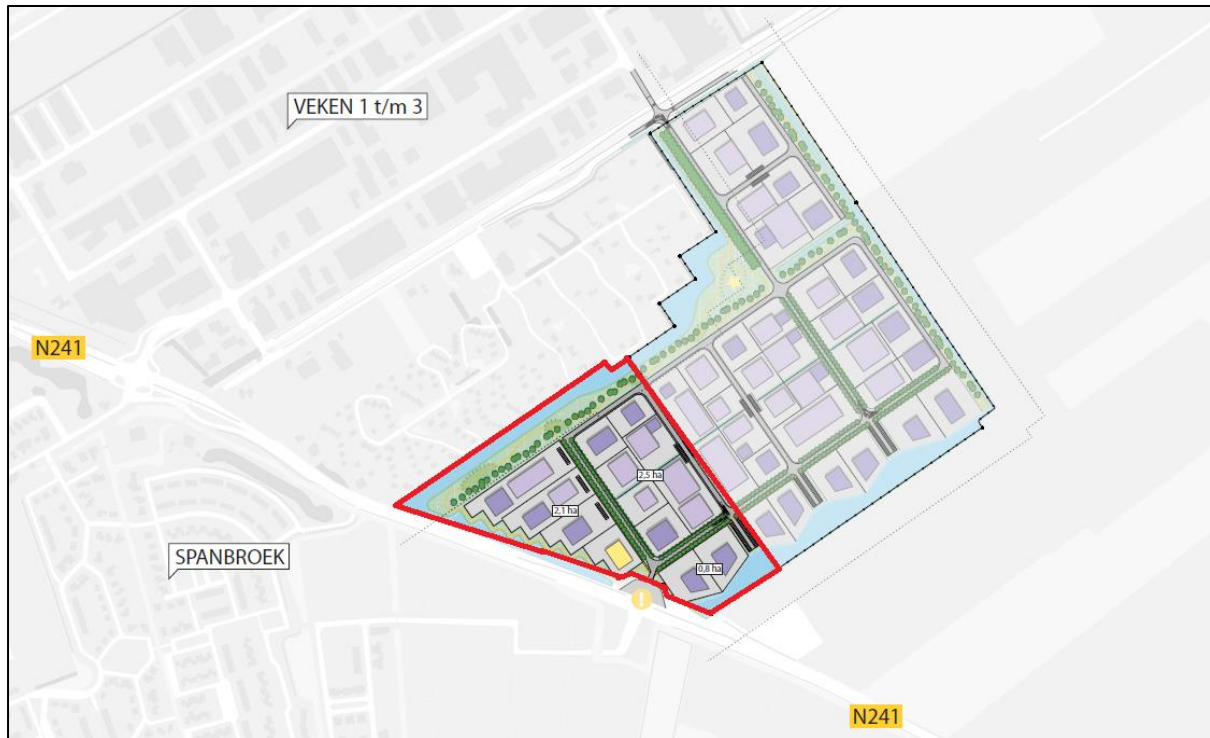 VEKEN 1 t/m 3
N241
2,5 ha
2,1 ha
SPANBROEK
0,8 ha
!
N241